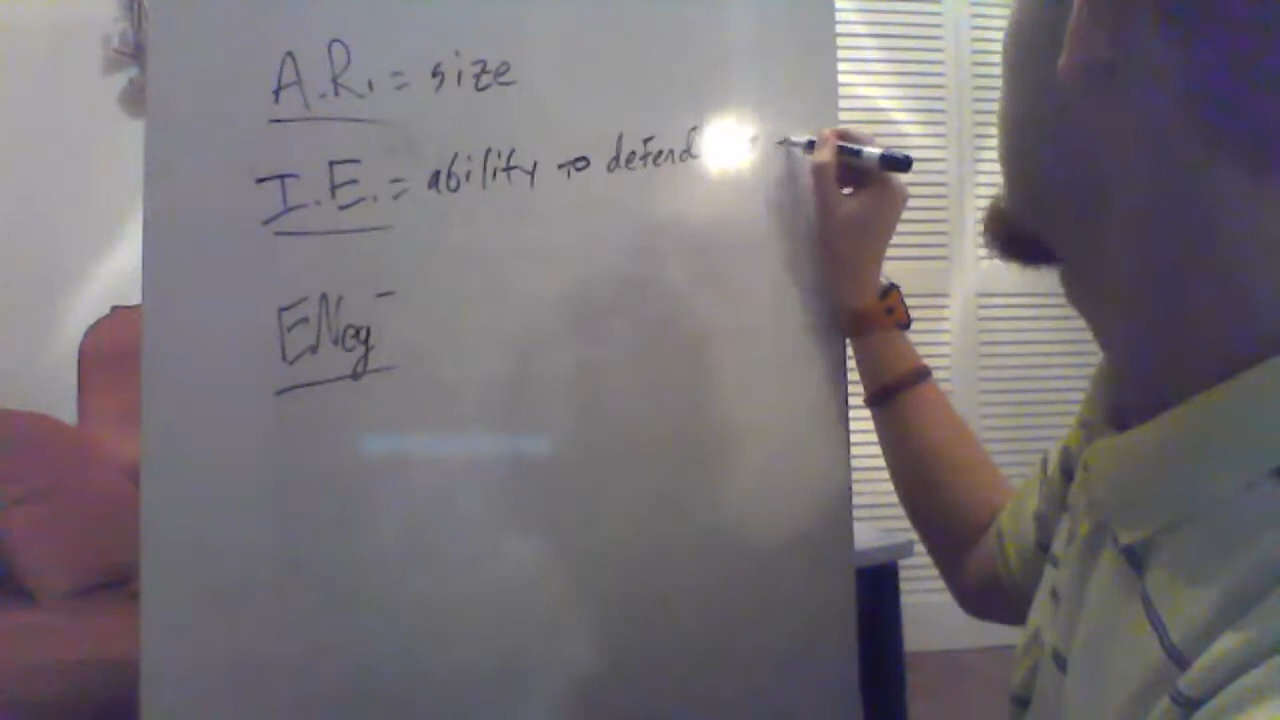 A.R. = size
I.E. = ability to defend
ENeg-